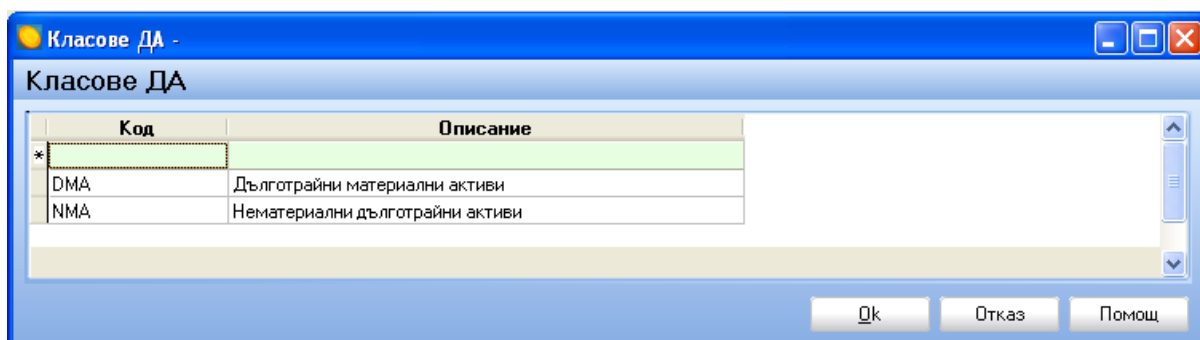 Класове ДА -
Класове ДА
Код Описание
*
DMA Дълготрайни материални активи
NMA Нематериални дълготрайни активи
Ok Отказ Помощ